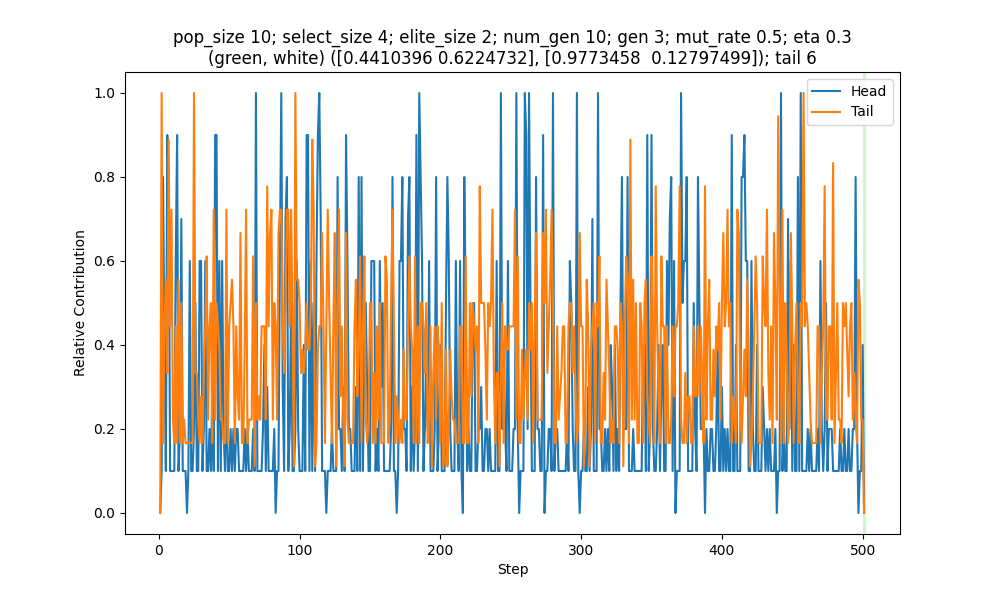 pop_size 10; select_size 4; elite_size 2; num_gen 10; gen 3; mut_rate 0.5; eta 0.3
(green, white) ([0.4410396 0.6224732], [0.9773458  0.12797499]); tail 6
Head
Tail
Relative Contribution
1.0
0.8
0.6
0.4
0.2
0.0
0
100
200
300
400
500
Step